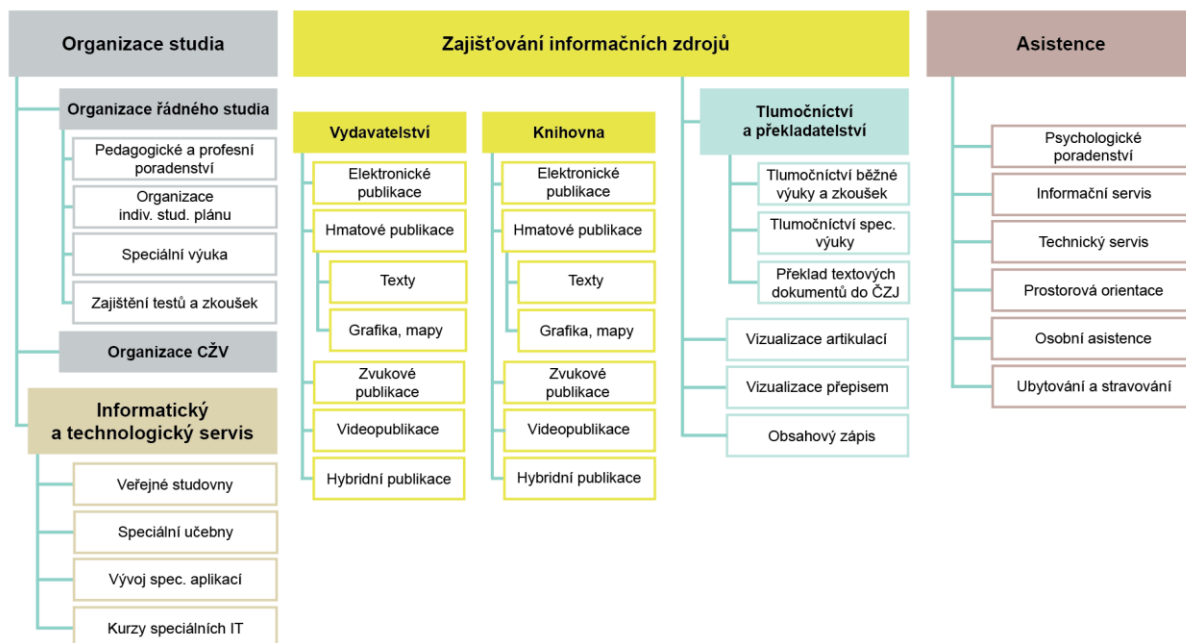 Organizace studia
Organizace řádného studia
Pedagogické a profesní
poradenství
Organizace
indiv. stud. plánu
Speciální výuka
Zajištění testů a zkoušek
Organizace CŽV
Informatický
a technologický servis
Veřejné studovny
Speciální učebny
Vývoj spec. aplikací
Kurzy speciálních IT
Zajišťování informačních zdrojů
Vydavatelství
Elektronické
publikace
Hmatové publikace
Texty
Grafika, mapy
Zvukové
publikace
Videopublikace
Hybridní publikace
Knihovna
Elektronické
publikace
Hmatové publikace
Texty
Grafika, mapy
Zvukové
publikace
Videopublikace
Hybridní publikace
Tlumočnictví
a překladatelství
Tlumočnictví běžné
výuky a zkoušek
Tlumočnictví spec.
výuky
Překlad textových
dokumentů do ČZJ
Vizualizace artikulací
Vizualizace přepisem
Obsahový zápis
Asistence
Psychologické
poradenství
Informační servis
Technický servis
Prostorová orientace
Osobní asistence
Ubytování a stravování